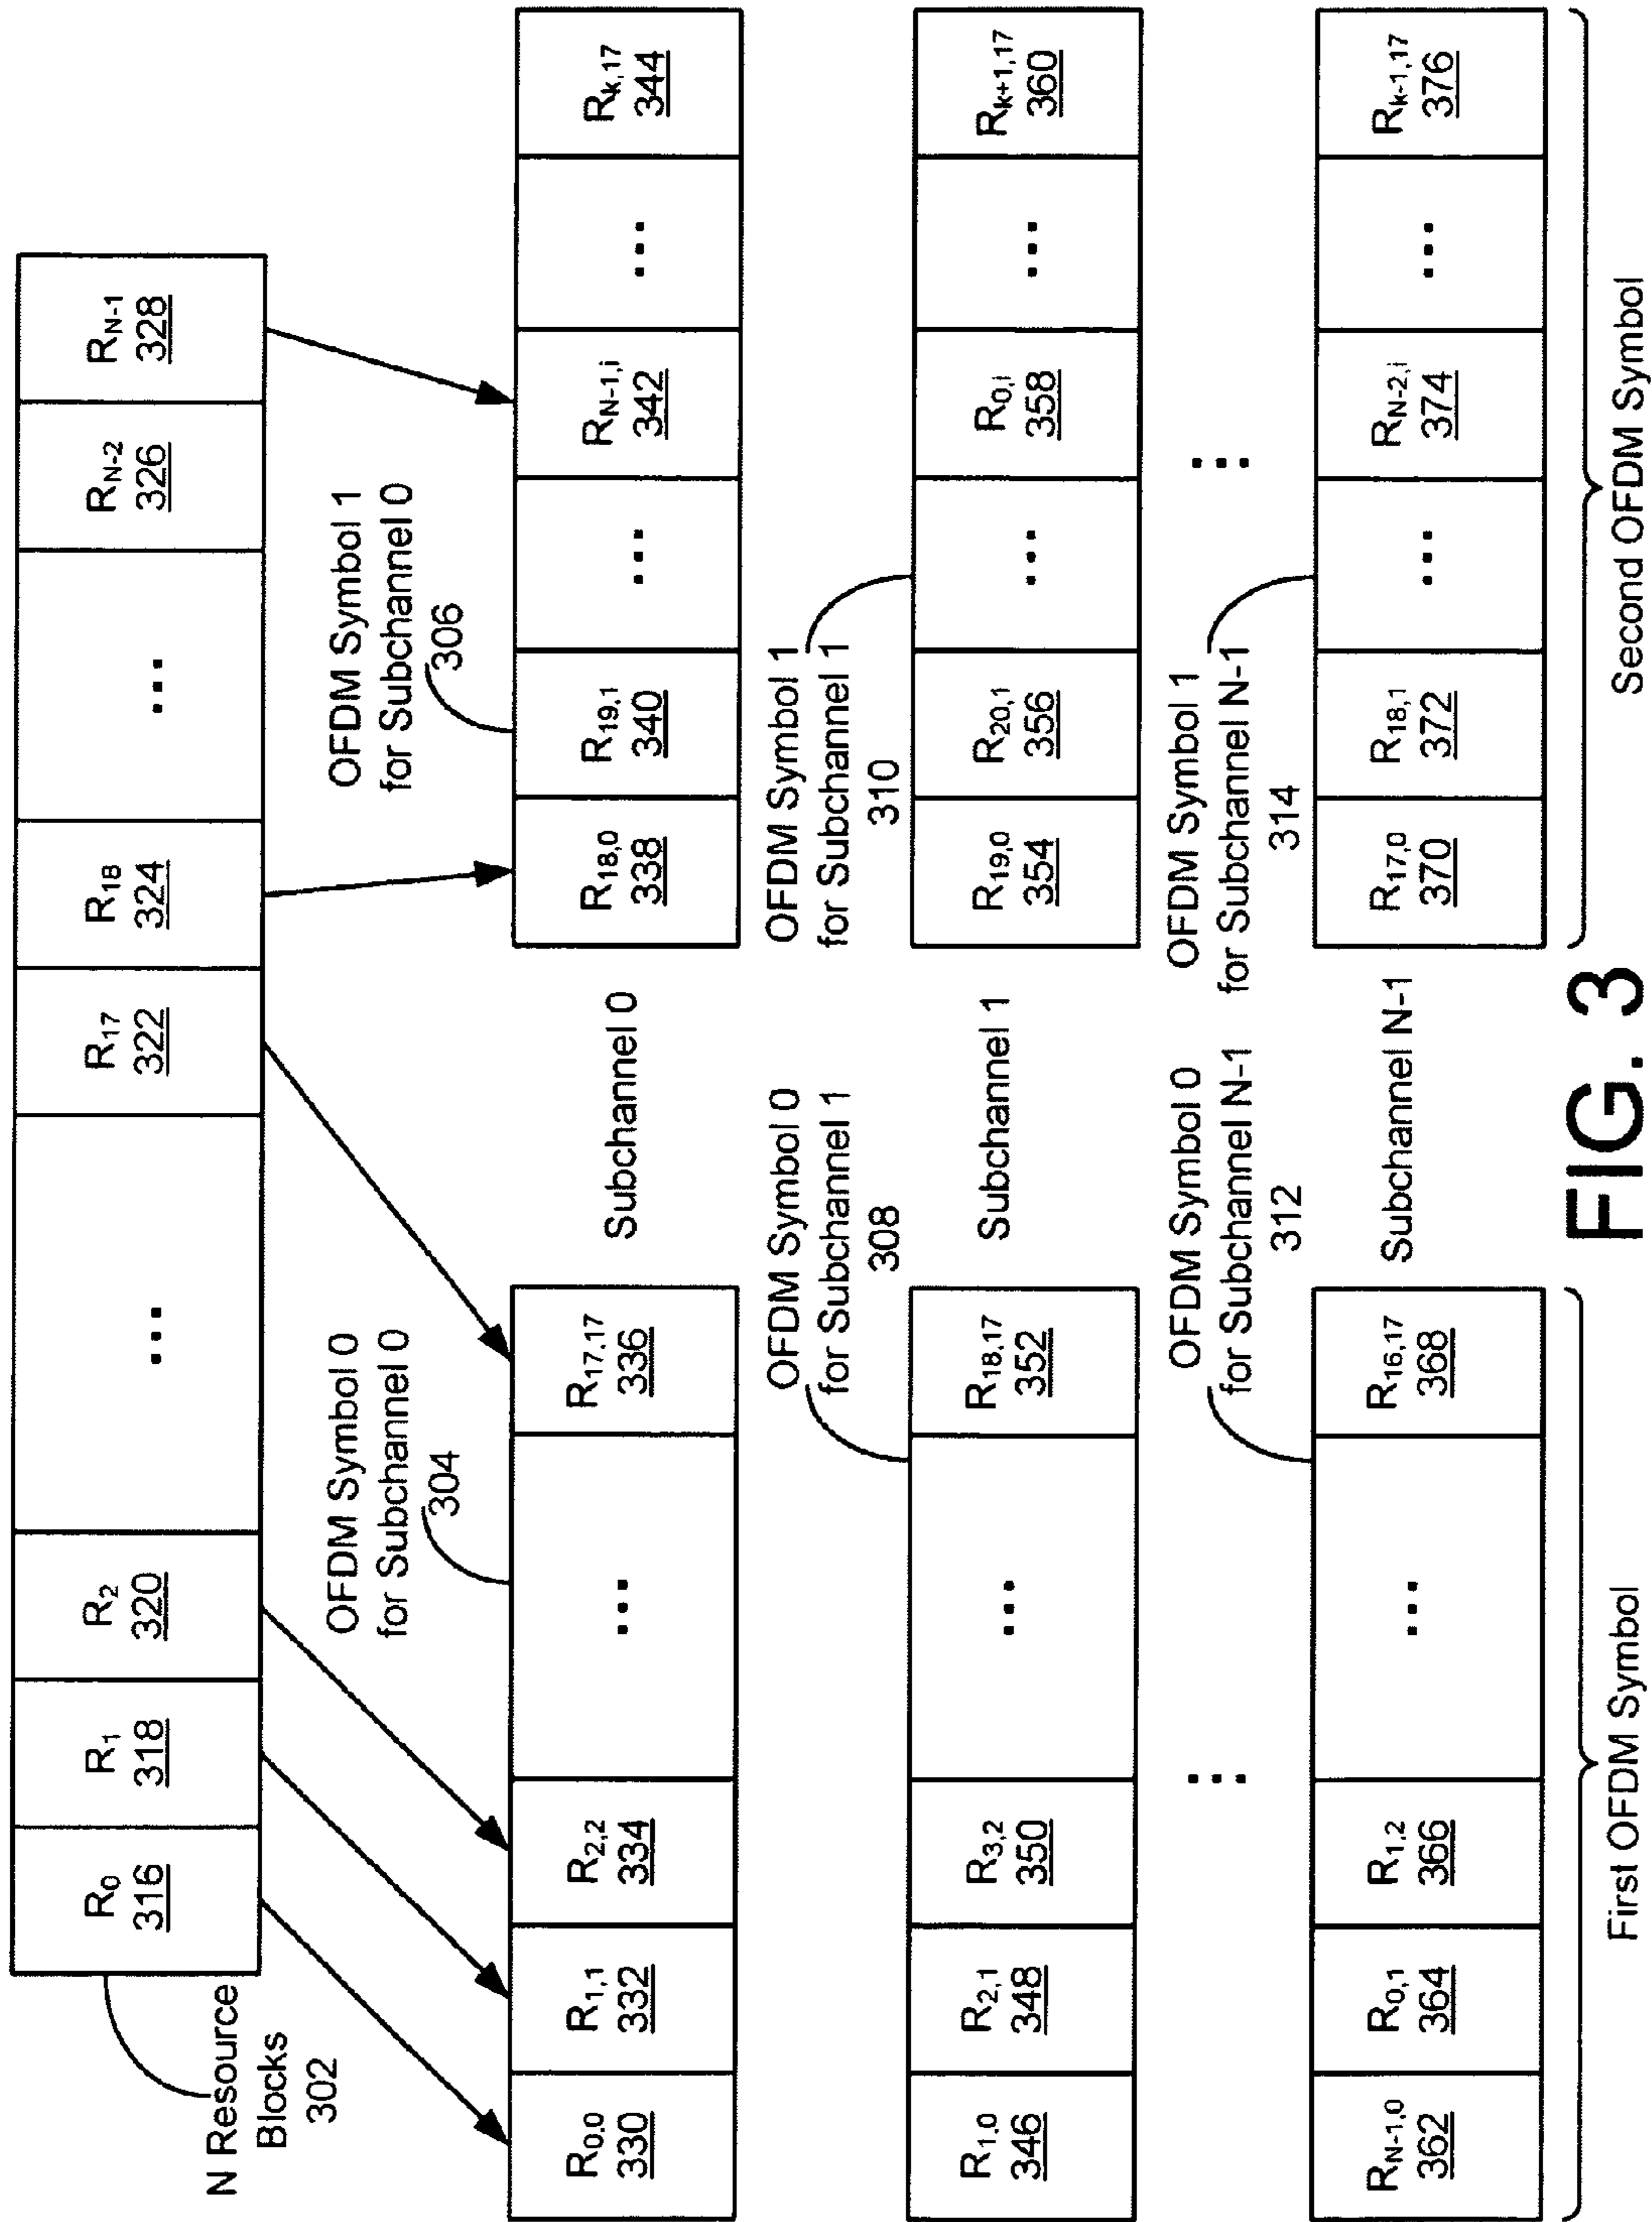 R0 R1 R2 ... R17 R18 ... RN-2 RN-1
316 318 320 322 324 326 328
N Resource
Blocks
302
OFDM Symbol 0
for Subchannel 0
304
OFDM Symbol 1
for Subchannel 0
306
R0,0 R1,1 R2,2 ... R17,17
330 332 334 336
Subchannel 0
R18,0 R19,1 ... RN-1,i ... Rk,17
338 340 342 344
OFDM Symbol 0
for Subchannel 1
308
OFDM Symbol 1
for Subchannel 1
310
R1,0 R2,1 R3,2 ... R18,17
346 348 350 352
Subchannel 1
R19,0 R20,1 ... R0,i ... Rk+1,17
354 356 358 360
...
...
OFDM Symbol 0
for Subchannel N-1
312
OFDM Symbol 1
for Subchannel N-1
314
RN-1,0 R0,1 R1,2 ... R16,17
362 364 366 368
Subchannel N-1
R17,0 R18,1 ... RN-2,i ... Rk-1,17
370 372 374 376
First OFDM Symbol
Second OFDM Symbol
FIG. 3